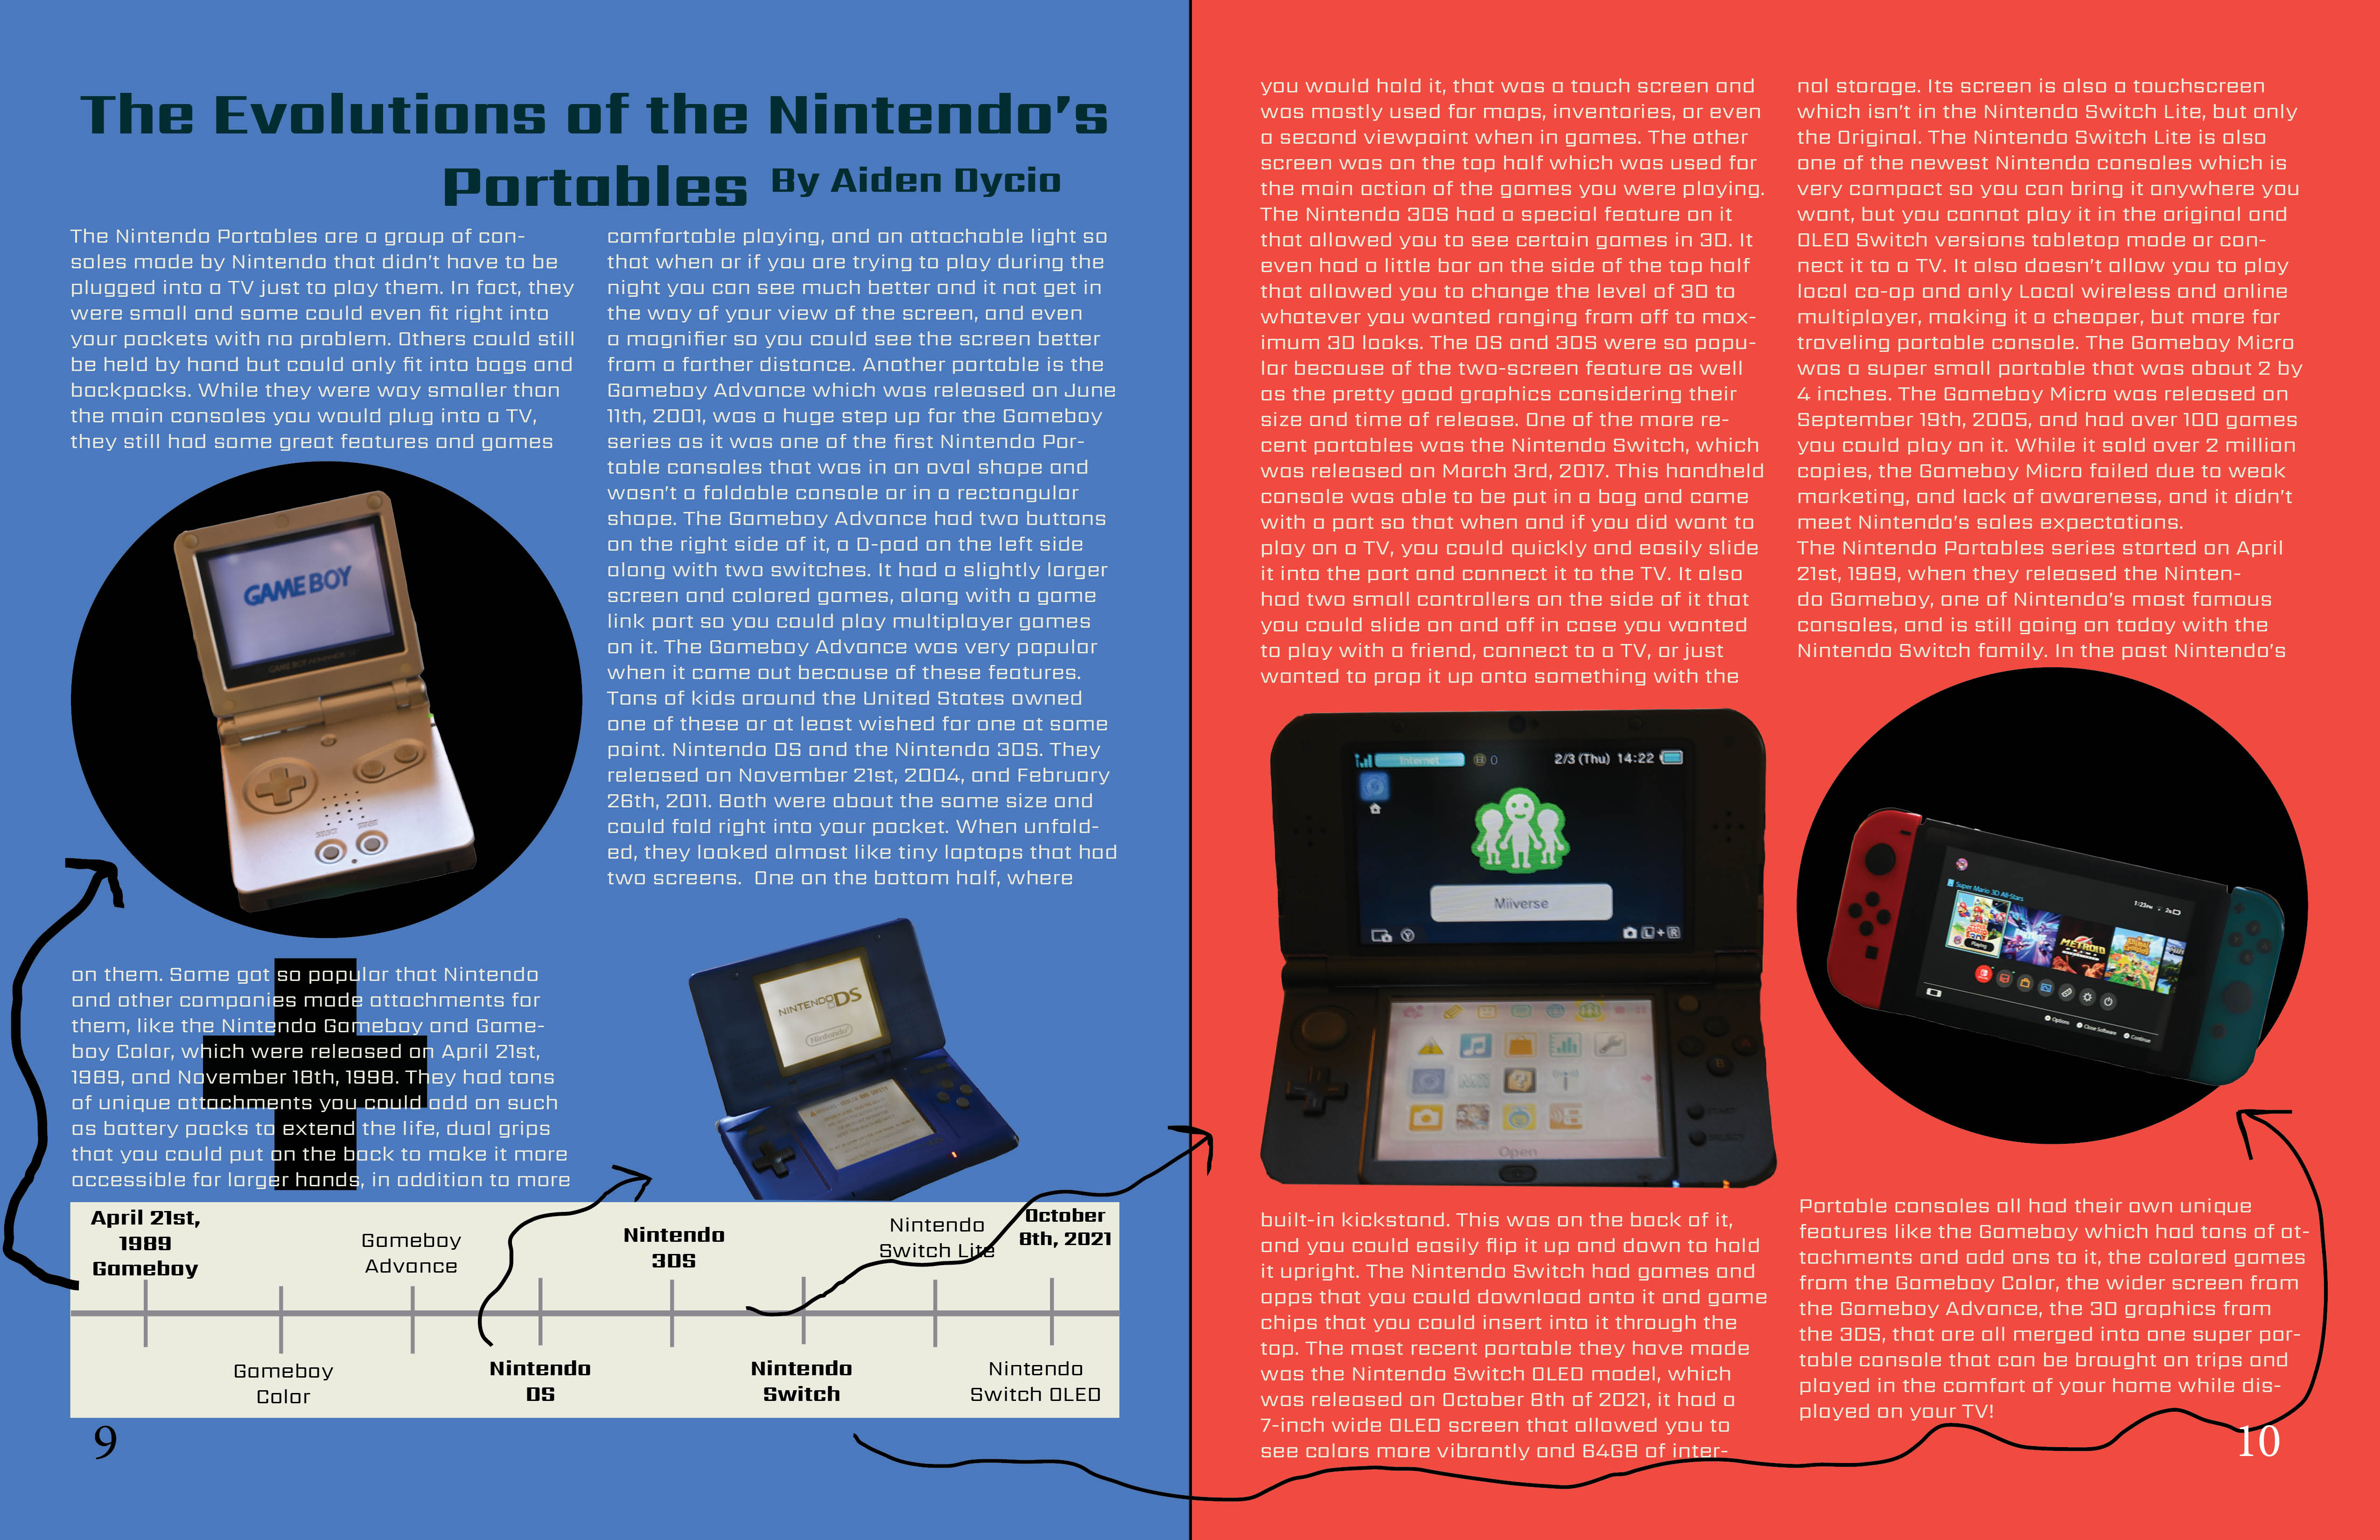 The Evolutions of the Nintendo's
Portables By Aiden Dycio
The Nintendo Portables are a group of con-
soles made by Nintendo that didn't have to be
plugged into a TV just to play them. In fact, they
were small and some could even fit right into
your pockets with no problem. Others could still
be held by hand but could only fit into bags and
backpacks. While they were way smaller than
the main consoles you would plug into a TV,
they still had some great features and games
GAME BOY
GAME BOY ADVANCE SP
on them. Some got so popular that Nintendo
and other companies made attachments for
them, like the Nintendo Gameboy and Game-
boy Color, which were released on April 21st,
1989, and November 18th, 1998. They had tons
of unique attachments you could add on such
as battery packs to extend the life, dual grips
that you could put on the back to make it more
accessible for larger hands, in addition to more
comfortable playing, and an attachable light so
that when or if you are trying to play during the
night you can see much better and it not get in
the way of your view of the screen, and even
a magnifier so you could see the screen better
from a farther distance. Another portable is the
Gameboy Advance which was released on June
11th, 2001, was a huge step up for the Gameboy
series as it was one of the first Nintendo Por-
table consoles that was in an oval shape and
wasn't a foldable console or in a rectangular
shape. The Gameboy Advance had two buttons
on the right side of it, a D-pad on the left side
along with two switches. It had a slightly larger
screen and colored games, along with a game
link port so you could play multiplayer games
on it. The Gameboy Advance was very popular
when it came out because of these features.
Tons of kids around the United States owned
one of these or at least wished for one at some
point. Nintendo DS and the Nintendo 3DS. They
released on November 21st, 2004, and February
26th, 2011. Both were about the same size and
could fold right into your pocket. When unfold-
ed, they looked almost like tiny laptops that had
two screens. One on the bottom half, where
NINTENDO DS
Nintendo
April 21st,
1989
Gameboy
Gameboy
Color
Gameboy
Advance
Nintendo
DS
Nintendo
3DS
Nintendo
Switch
Nintendo
Switch Lite
October
8th, 2021
Nintendo
Switch OLED
9
you would hold it, that was a touch screen and
was mostly used for maps, inventories, or even
a second viewpoint when in games. The other
screen was on the top half which was used for
the main action of the games you were playing.
The Nintendo 3DS had a special feature on it
that allowed you to see certain games in 3D. It
even had a little bar on the side of the top half
that allowed you to change the level of 3D to
whatever you wanted ranging from off to max-
imum 3D looks. The DS and 3DS were so popu-
lar because of the two-screen feature as well
as the pretty good graphics considering their
size and time of release. One of the more re-
cent portables was the Nintendo Switch, which
was released on March 3rd, 2017. This handheld
console was able to be put in a bag and came
with a port so that when and if you did want to
play on a TV, you could quickly and easily slide
it into the port and connect it to the TV. It also
had two small controllers on the side of it that
you could slide on and off in case you wanted
to play with a friend, connect to a TV, or just
wanted to prop it up onto something with the
Internet 0 2/3 (Thu) 14:22
Miiverse
Y L + R
Open
built-in kickstand. This was on the back of it,
and you could easily flip it up and down to hold
it upright. The Nintendo Switch had games and
apps that you could download onto it and game
chips that you could insert into it through the
top. The most recent portable they have made
was the Nintendo Switch OLED model, which
was released on October 8th of 2021, it had a
7-inch wide OLED screen that allowed you to
see colors more vibrantly and 64GB of inter-
nal storage. Its screen is also a touchscreen
which isn't in the Nintendo Switch Lite, but only
the Original. The Nintendo Switch Lite is also
one of the newest Nintendo consoles which is
very compact so you can bring it anywhere you
want, but you cannot play it in the original and
OLED Switch versions tabletop mode or con-
nect it to a TV. It also doesn't allow you to play
local co-op and only Local wireless and online
multiplayer, making it a cheaper, but more for
traveling portable console. The Gameboy Micro
was a super small portable that was about 2 by
4 inches. The Gameboy Micro was released on
September 19th, 2005, and had over 100 games
you could play on it. While it sold over 2 million
copies, the Gameboy Micro failed due to weak
marketing, and lack of awareness, and it didn't
meet Nintendo's sales expectations.
The Nintendo Portables series started on April
21st, 1989, when they released the Ninten-
do Gameboy, one of Nintendo's most famous
consoles, and is still going on today with the
Nintendo Switch family. In the past Nintendo's
Super Mario 3D All-Stars
1:23PM
Playing
METROID
Options Close Software Continue
Portable consoles all had their own unique
features like the Gameboy which had tons of at-
tachments and add ons to it, the colored games
from the Gameboy Color, the wider screen from
the Gameboy Advance, the 3D graphics from
the 3DS, that are all merged into one super por-
table console that can be brought on trips and
played in the comfort of your home while dis-
played on your TV!
10